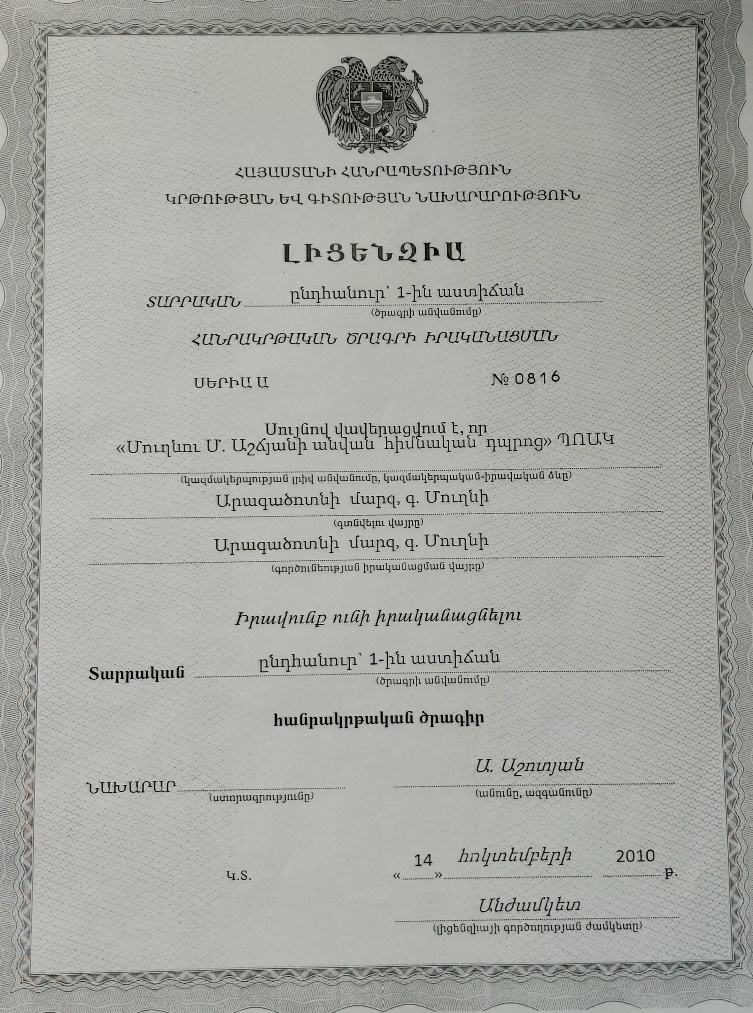 ՀԱՅԱՍՏԱՆԻ ՀԱՆՐԱՊԵՏՈՒԹՅՈՒՆ
ԿՐԹՈՒԹՅԱՆ ԵՎ ԳԻՏՈՒԹՅԱՆ ՆԱԽԱՐԱՐՈՒԹՅՈՒՆ
ԼԻՑԵՆԶԻԱ
ՏԱՐՐԱԿԱՆ ընդհանուր՝ 1-ին աստիճան
(ծրագրի անվանումը)
ՀԱՆՐԱԿՐԹԱԿԱՆ ԾՐԱԳՐԻ ԻՐԱԿԱՆԱՑՄԱՆ
ՍԵՐԻԱ Ա № 0816
Սույնով վավերացվում է, որ
«Մուղնու Մ. Աշճյանի անվան հիմնական դպրոց» ՊՈԱԿ
(կազմակերպության լրիվ անվանումը, կազմակերպական-իրավական ձևը)
Արագածոտնի մարզ, գ. Մուղնի
(գտնվելու վայրը)
Արագածոտնի մարզ, գ. Մուղնի
(գործունեության իրականացման վայրը)
Իրավունք ունի իրականացնելու
Տարրական ընդհանուր՝ 1-ին աստիճան
(ծրագրի անվանումը)
հանրակրթական ծրագիր
Ա. Աշոտյան
ՆԱԽԱՐԱՐ
(ստորագրությունը) (անունը, ազգանունը)
Կ.Տ. « 14 » հոկտեմբերի 2010 թ.
Անժամկետ
(լիցենզիայի գործողության ժամկետը)